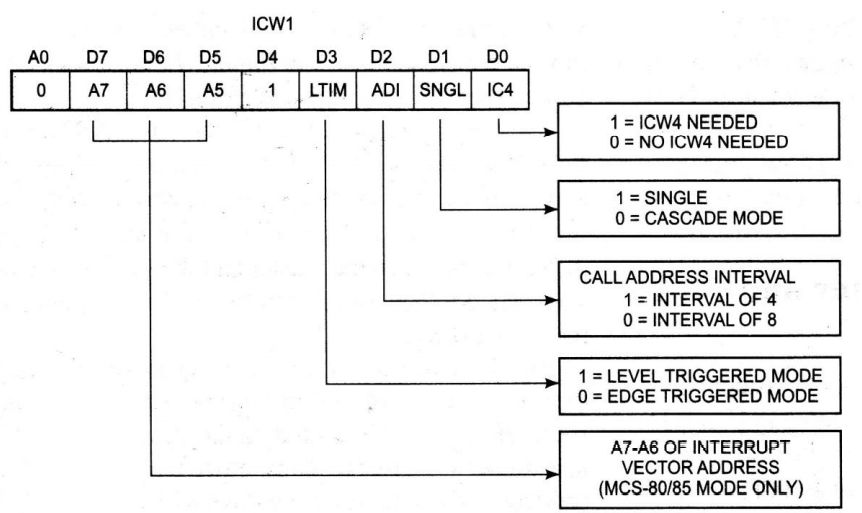 ICW1
A0 D7 D6 D5 D4 D3 D2 D1 D0
0 A7 A6 A5 1 LTIM ADI SNGL IC4
1 = ICW4 NEEDED
0 = NO ICW4 NEEDED
1 = SINGLE
0 = CASCADE MODE
CALL ADDRESS INTERVAL
1 = INTERVAL OF 4
0 = INTERVAL OF 8
1 = LEVEL TRIGGERED MODE
0 = EDGE TRIGGERED MODE
A7-A6 OF INTERRUPT
VECTOR ADDRESS
(MCS-80/85 MODE ONLY)